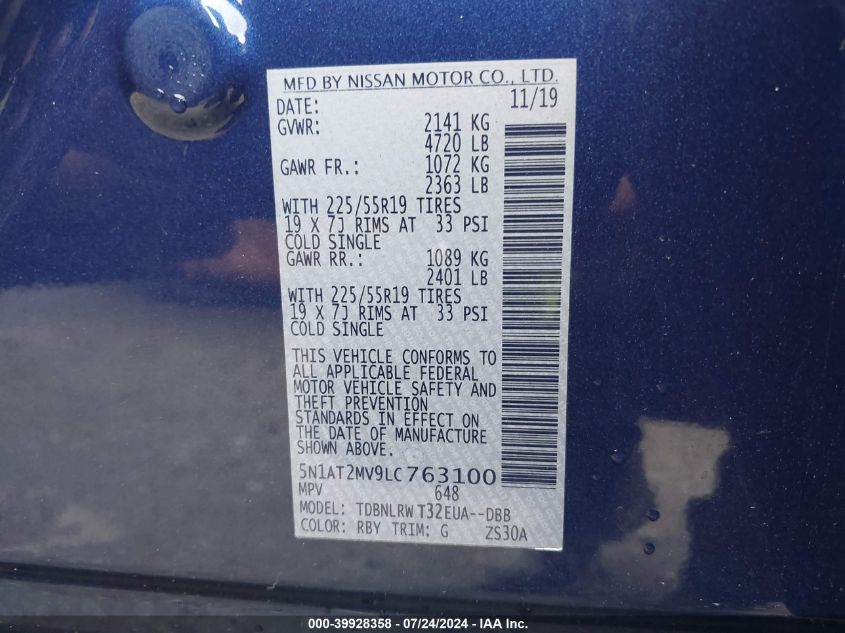 MFD BY NISSAN MOTOR CO., LTD.
DATE: 11/19
GVWR: 2141 KG
4720 LB
GAWR FR.: 1072 KG
2363 LB
WITH 225/55R19 TIRES
19 X 7J RIMS AT 33 PSI
COLD SINGLE
GAWR RR.: 1089 KG
2401 LB
WITH 225/55R19 TIRES
19 X 7J RIMS AT 33 PSI
COLD SINGLE
THIS VEHICLE CONFORMS TO
ALL APPLICABLE FEDERAL
MOTOR VEHICLE SAFETY AND
THEFT PREVENTION
STANDARDS IN EFFECT ON
THE DATE OF MANUFACTURE
SHOWN ABOVE.
5N1AT2MV9LC763100
MPV 648
MODEL: TDBNLRW T32EUA--DBB
COLOR: RBY TRIM: G ZS30A
000-39928358 - 07/24/2024 - IAA Inc.